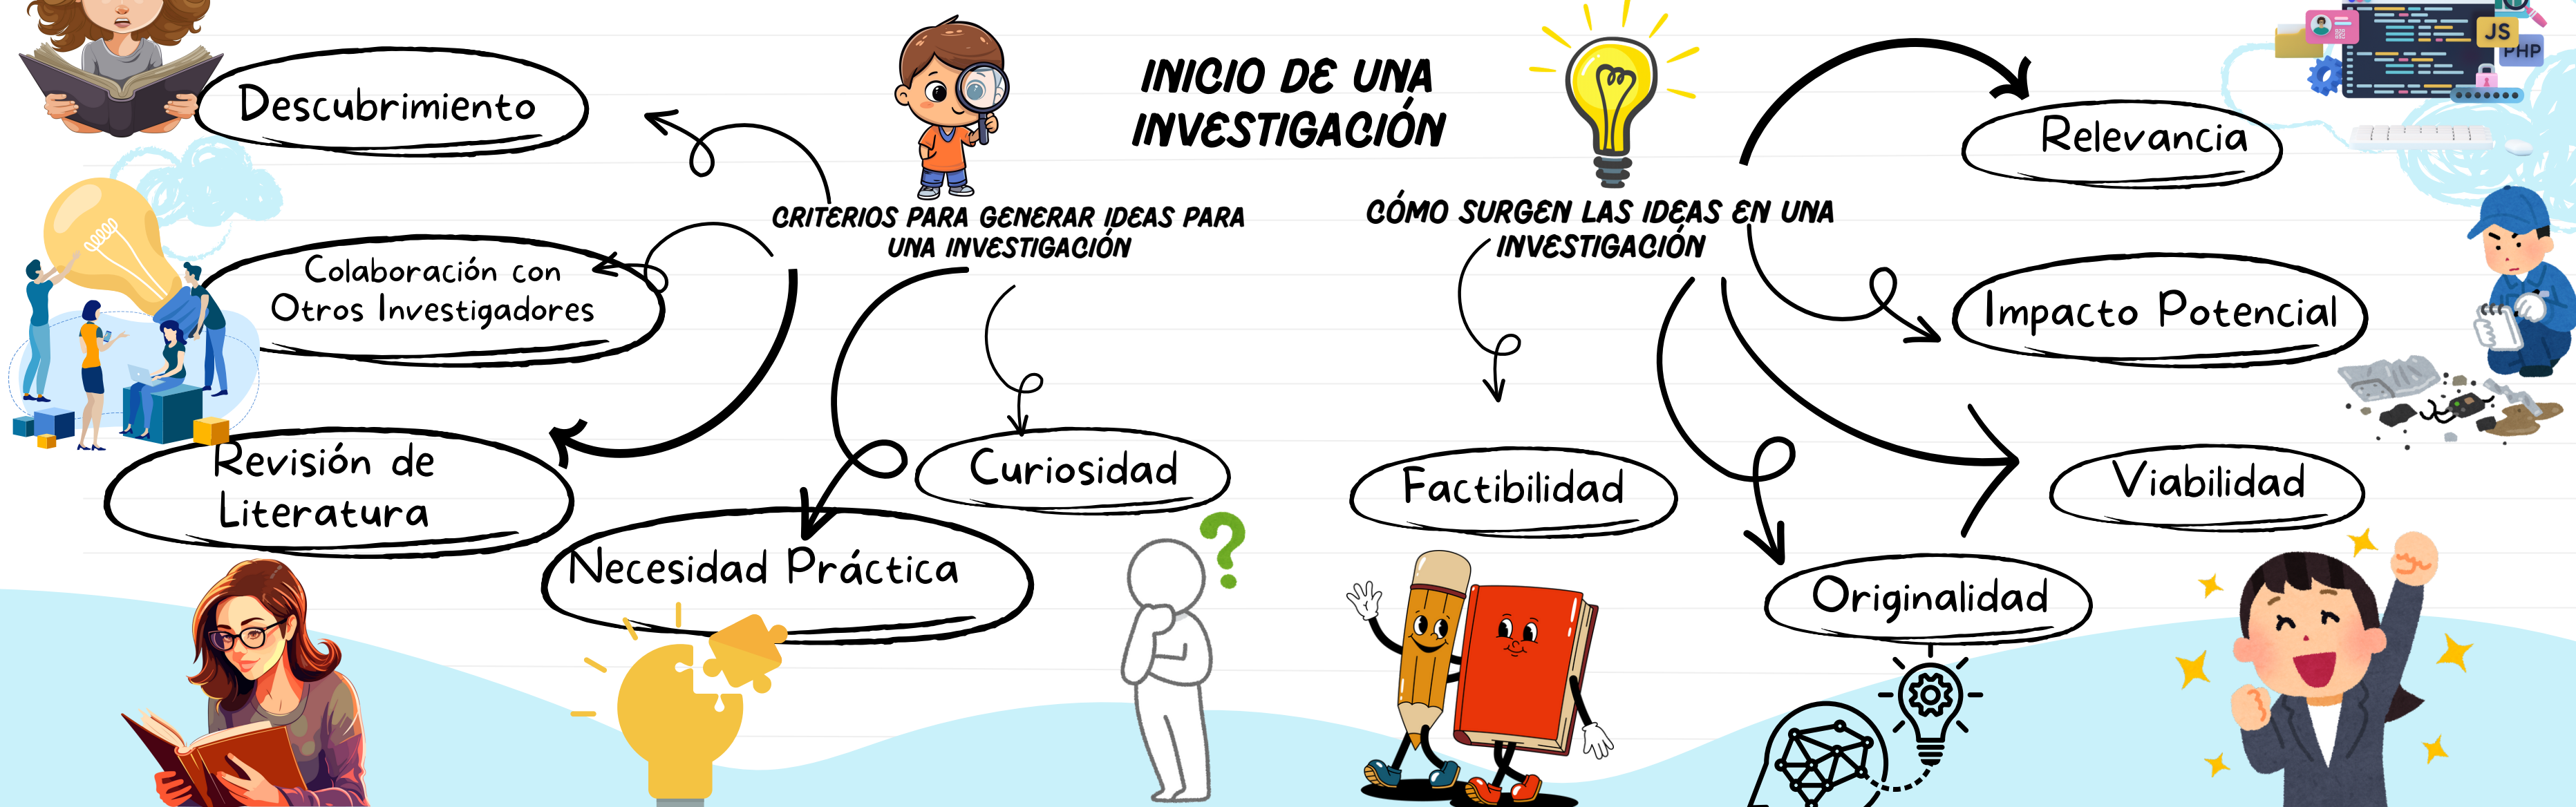 INICIO DE UNA
INVESTIGACIÓN
CRITERIOS PARA GENERAR IDEAS PARA
UNA INVESTIGACIÓN
Descubrimiento
Colaboración con
Otros Investigadores
Revisión de
Literatura
Necesidad Práctica
Curiosidad
?
CÓMO SURGEN LAS IDEAS EN UNA
INVESTIGACIÓN
Relevancia
Impacto Potencial
Viabilidad
Originalidad
Factibilidad
JS
PHP